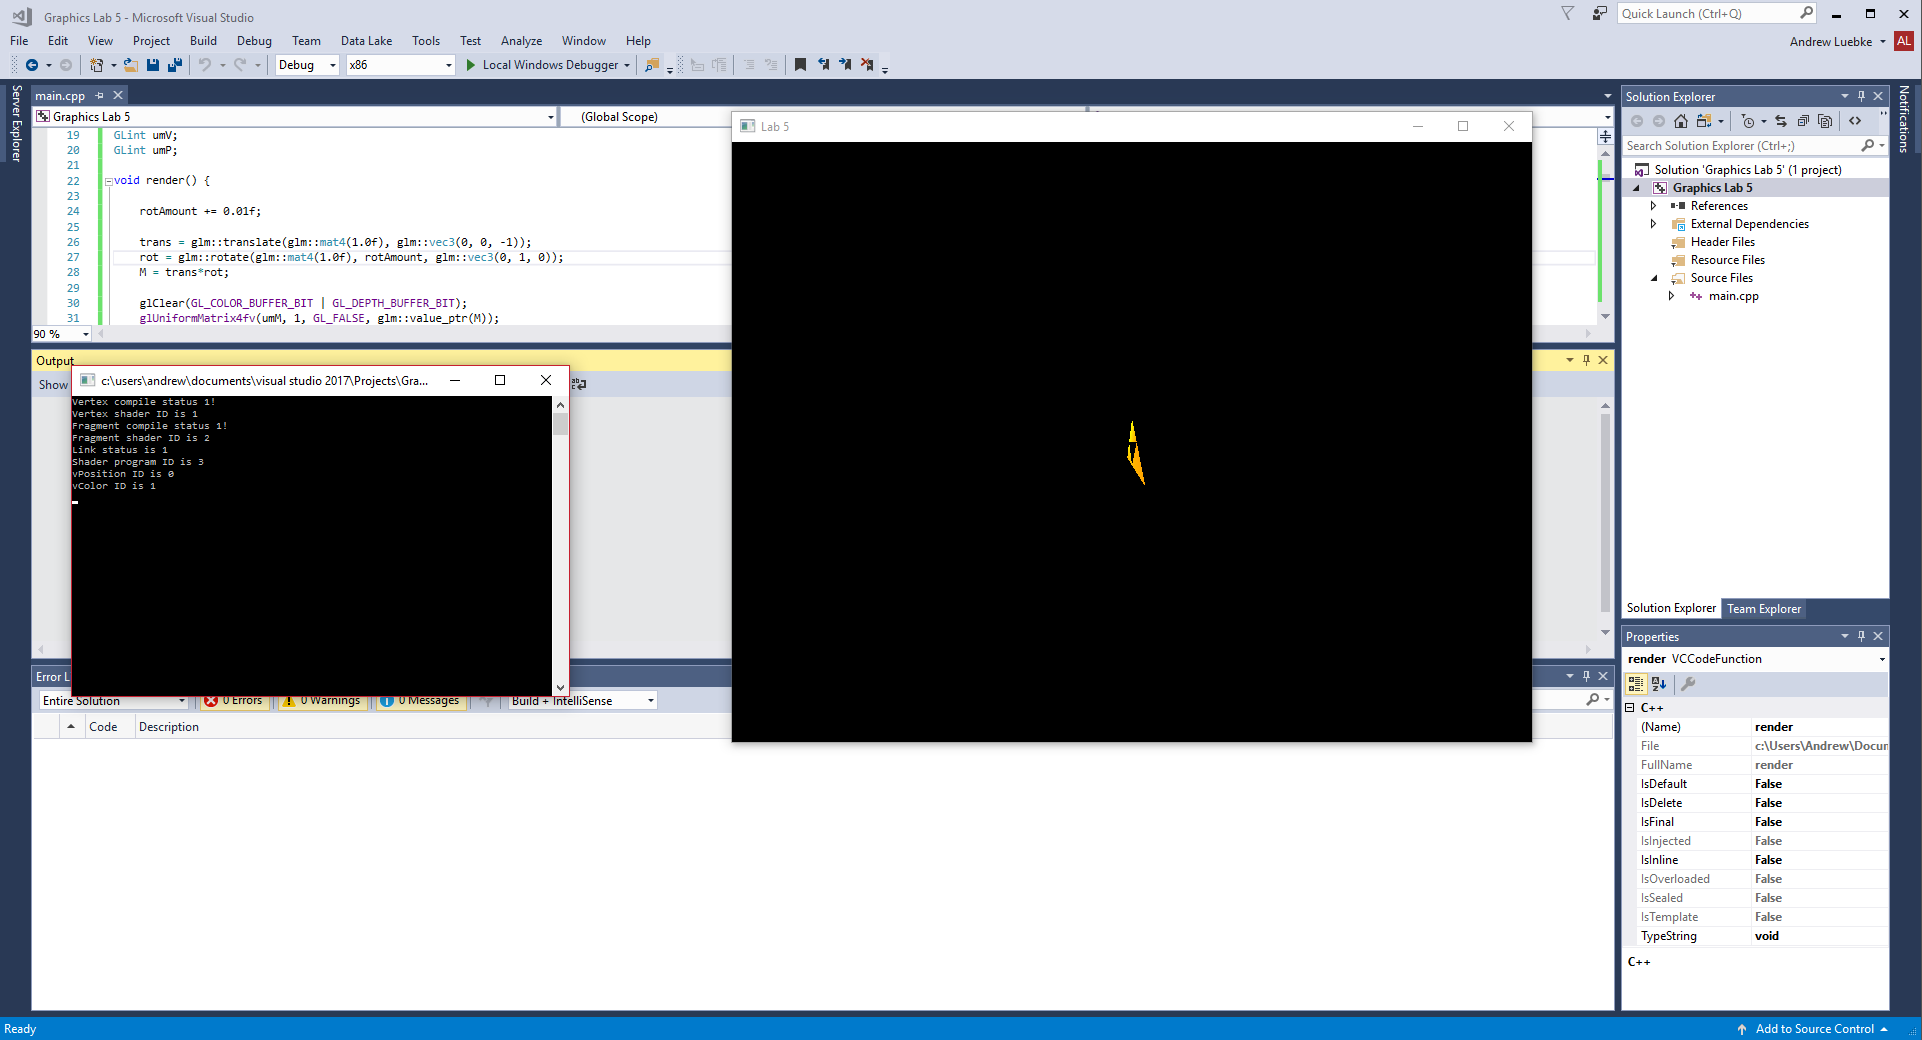 Graphics Lab 5 - Microsoft Visual Studio
Quick Launch (Ctrl+Q)
File Edit View Project Build Debug Team Data Lake Tools Test Analyze Window Help
Andrew Luebke AL
Debug x86 Local Windows Debugger
Server Explorer
main.cpp
Graphics Lab 5 (Global Scope)
19 GLint umV;
20 GLint umP;
21
22 void render() {
23
24 rotAmount += 0.01f;
25
26 trans = glm::translate(glm::mat4(1.0f), glm::vec3(0, 0, -1));
27 rot = glm::rotate(glm::mat4(1.0f), rotAmount, glm::vec3(0, 1, 0));
28 M = trans*rot;
29
30 glClear(GL_COLOR_BUFFER_BIT | GL_DEPTH_BUFFER_BIT);
31 glUniformMatrix4fv(umM, 1, GL_FALSE, glm::value_ptr(M));
90 %
Output
Show
c:\users\andrew\documents\visual studio 2017\Projects\Gra...
Vertex compile status 1!
Vertex shader ID is 1
Fragment compile status 1!
Fragment shader ID is 2
Link status is 1
Shader program ID is 3
vPosition ID is 0
vColor ID is 1
Lab 5
Error L
Entire Solution 0 Errors 0 Warnings 0 Messages Build + IntelliSense
Code Description
Solution Explorer
Search Solution Explorer (Ctrl+;)
Solution 'Graphics Lab 5' (1 project)
Graphics Lab 5
References
External Dependencies
Header Files
Resource Files
Source Files
main.cpp
Solution Explorer Team Explorer
Notifications
Properties
render VCCodeFunction
C++
(Name) render
File c:\Users\Andrew\Docun
FullName render
IsDefault False
IsDelete False
IsFinal False
IsInjected False
IsInline False
IsOverloaded False
IsSealed False
IsTemplate False
TypeString void
C++
Ready
Add to Source Control